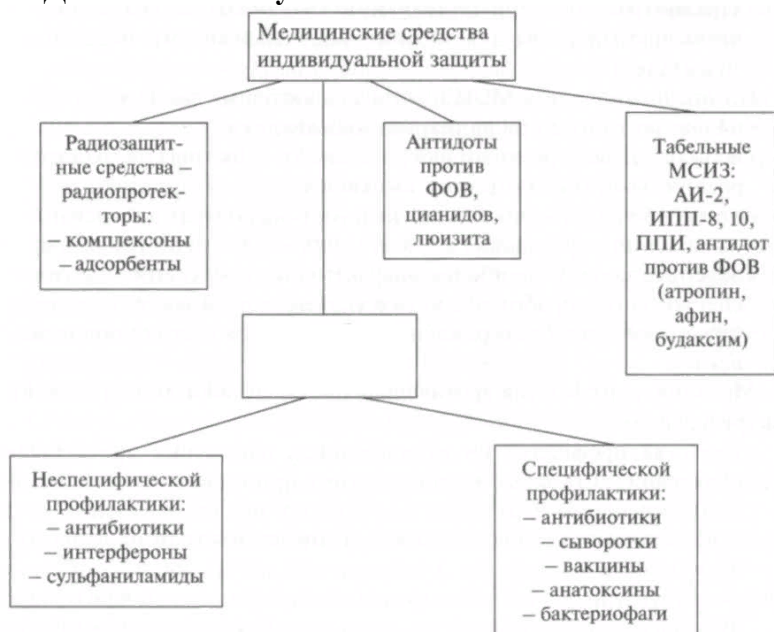 Медицинские средства
индивидуальной защиты
Радиозащит-
ные средства –
радиопротек-
торы:
– комплексоны
– адсорбенты
Антидоты
против
ФОВ,
цианидов,
люизита
Табельные
МСИЗ:
АИ-2,
ИПП-8, 10,
ППИ, антидот
против ФОВ
(атропин,
афин,
будаксим)
Неспецифической
профилактики:
– антибиотики
– интерфероны
– сульфаниламиды
Специфической
профилактики:
– антибиотики
– сыворотки
– вакцины
– анатоксины
– бактериофаги